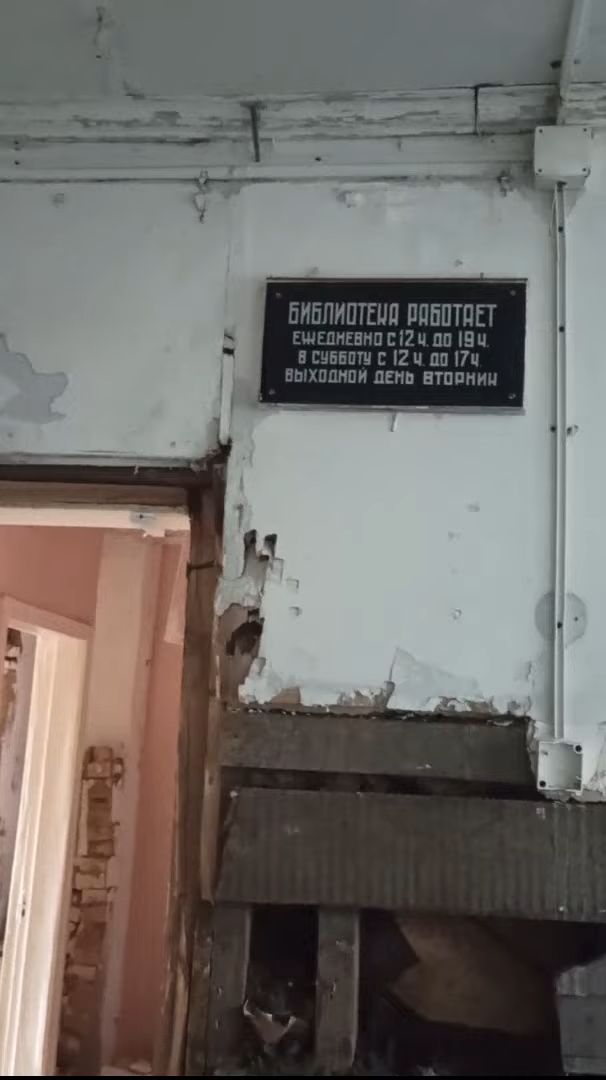 БИБЛИОТЕКА РАБОТАЕТ
ЕЖЕДНЕВНО С 12 Ч. ДО 19 Ч.
В СУББОТУ С 12 Ч. ДО 17 Ч.
ВЫХОДНОЙ ДЕНЬ ВТОРНИК